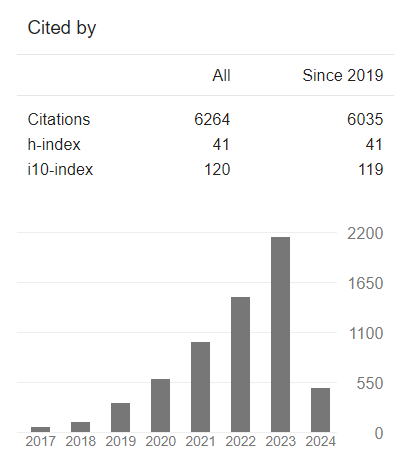 Cited by
All Since 2019
Citations 6264 6035
h-index 41 41
i10-index 120 119
2200
1650
1100
550
0
2017 2018 2019 2020 2021 2022 2023 2024